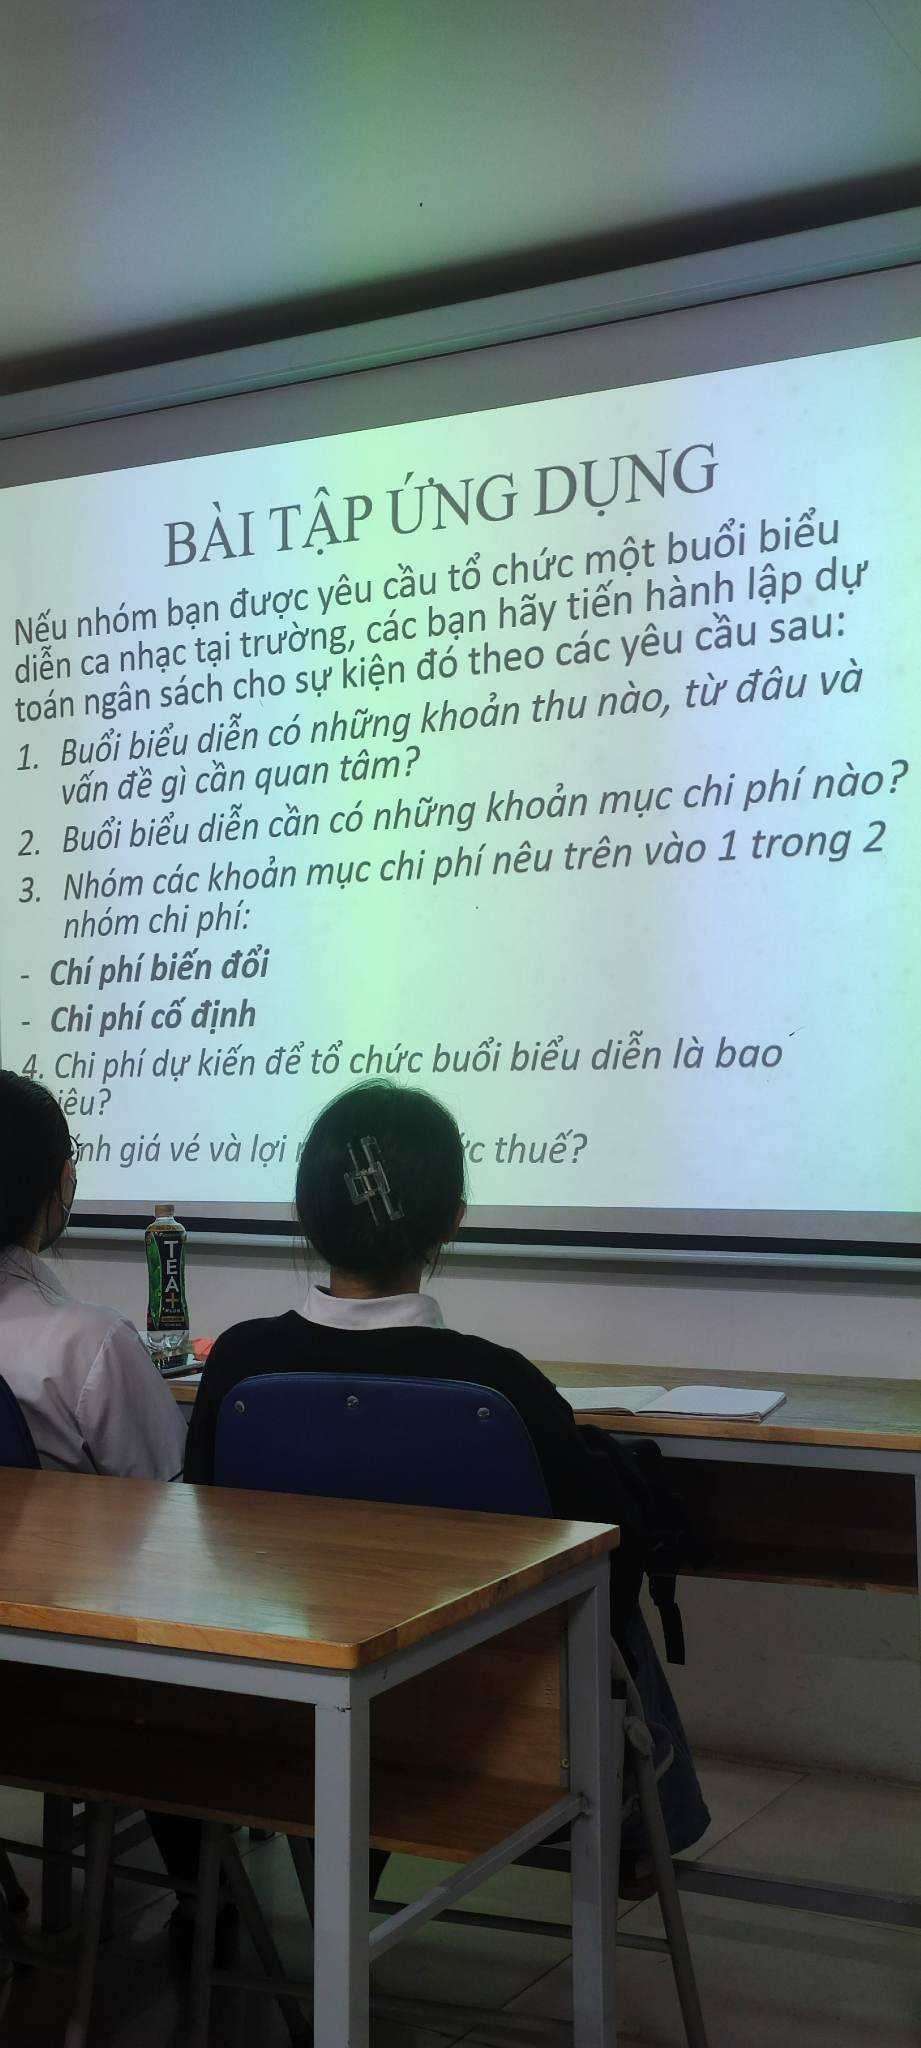 BÀI TẬP ỨNG DỤNG
Nếu nhóm bạn được yêu cầu tổ chức một buổi biểu
diễn ca nhạc tại trường, các bạn hãy tiến hành lập dự
toán ngân sách cho sự kiện đó theo các yêu cầu sau:
1. Buổi biểu diễn có những khoản thu nào, từ đâu và
vấn đề gì cần quan tâm?
2. Buổi biểu diễn cần có những khoản mục chi phí nào?
3. Nhóm các khoản mục chi phí nêu trên vào 1 trong 2
nhóm chi phí:
- Chí phí biến đổi
- Chi phí cố định
4. Chi phí dự kiến để tổ chức buổi biểu diễn là bao
giá vé và lợi thuế?
TEA+
PLUS